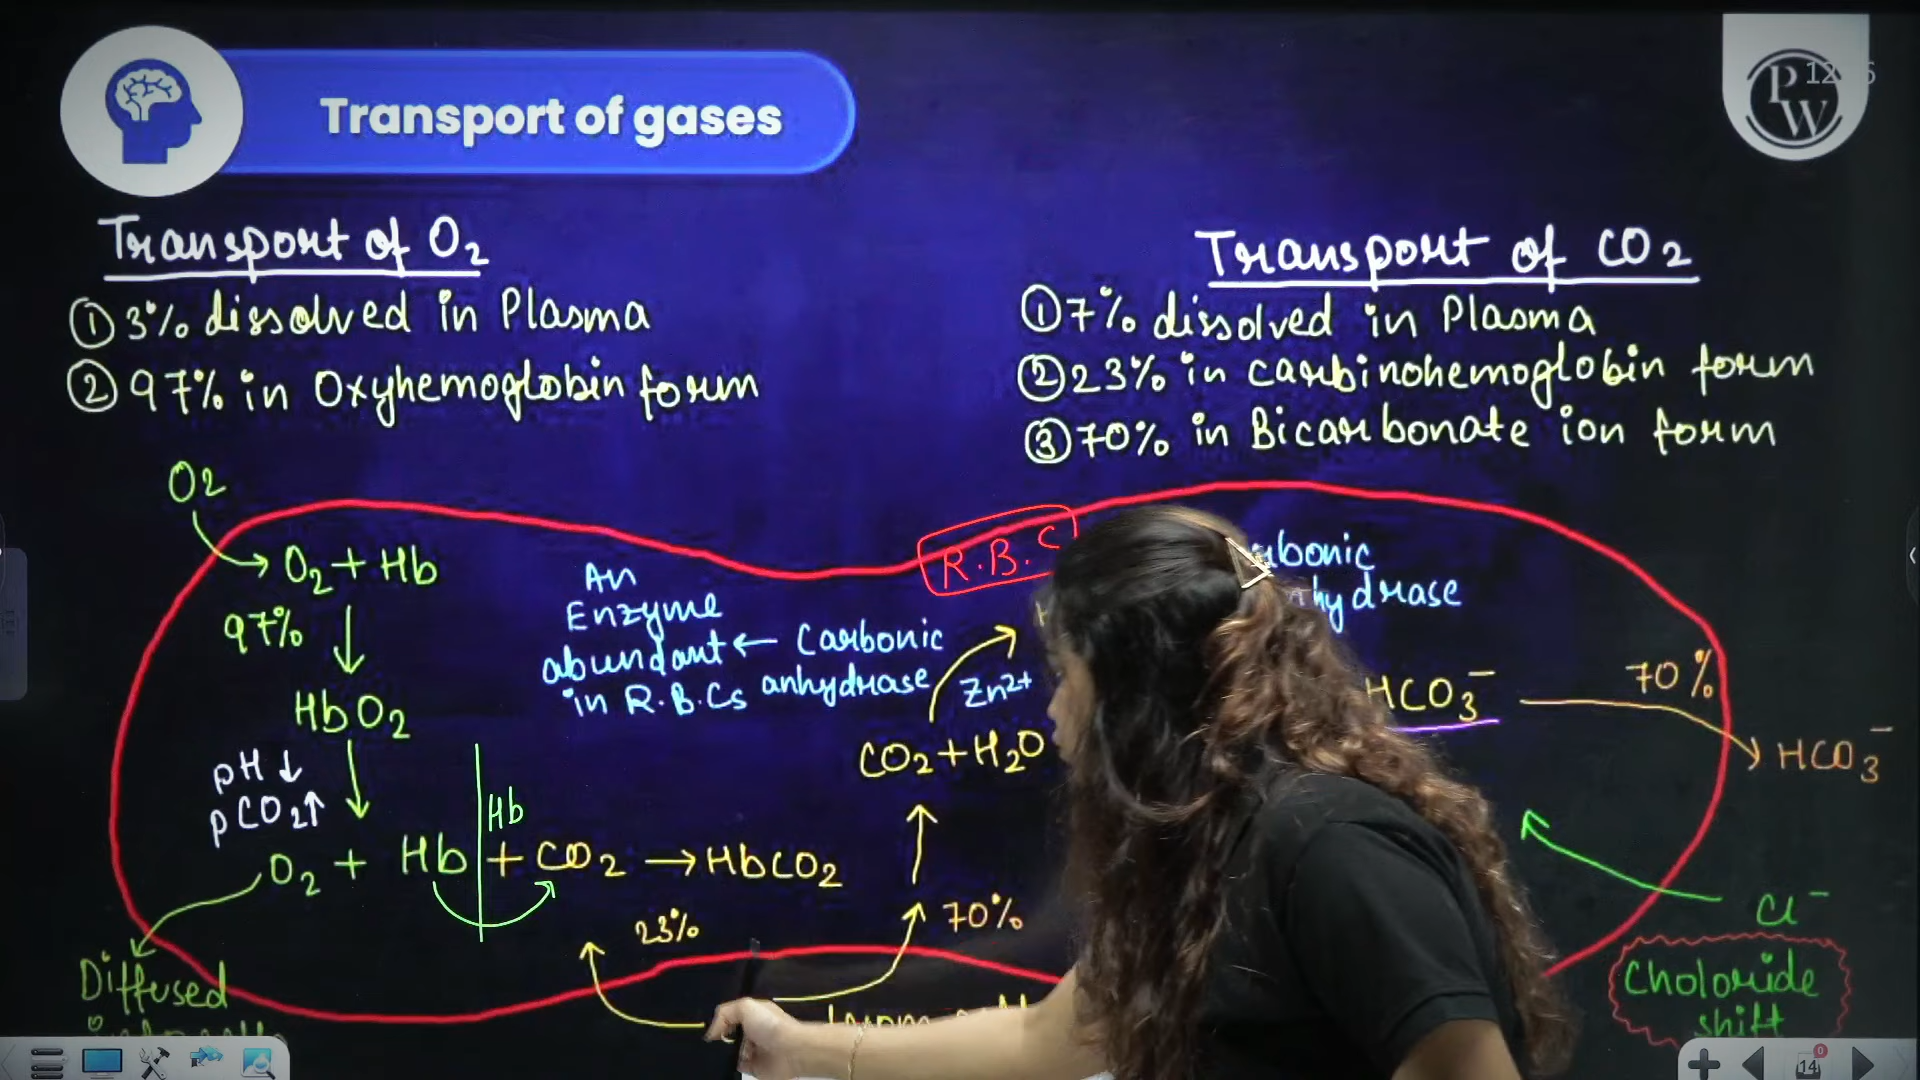 Transport of gases
P
W
Transport of O2
① 3% dissolved in Plasma
② 97% in Oxyhemoglobin form
Transport of CO2
① 7% dissolved in Plasma
② 23% in carbinohemoglobin form
③ 70% in Bicarbonate ion form
O2
O2 + Hb
97%
HbO2
pH ↓
pCO2 ↑
O2 + Hb
Hb
+ CO2 → HbCO2
Diffused
An
Enzyme
abundant ← Carbonic
in R.B.Cs anhydrase
R.B.C
Zn2+
CO2 + H2O
23%
70%
HCO3-
70%
HCO3-
Cl-
Choloride
shift
14
0